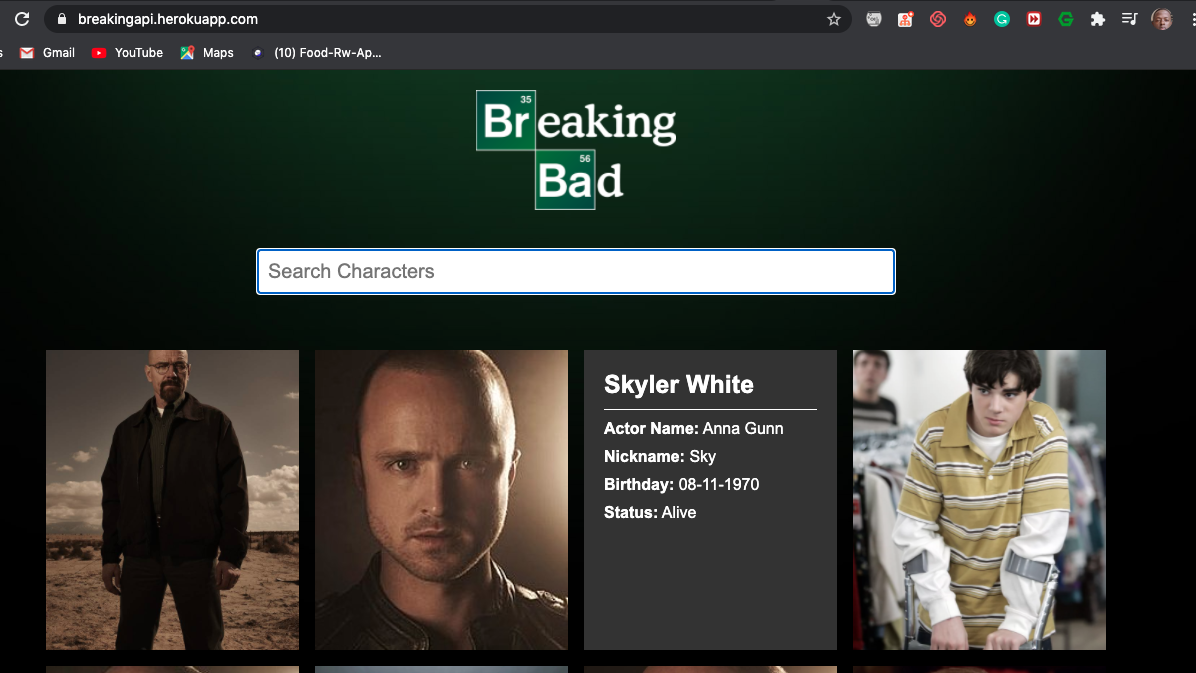 breakingapi.herokuapp.com
s Gmail YouTube Maps (10) Food-Rw-Ap...
35
Breaking
56
Bad
Search Characters
Skyler White
Actor Name: Anna Gunn
Nickname: Sky
Birthday: 08-11-1970
Status: Alive